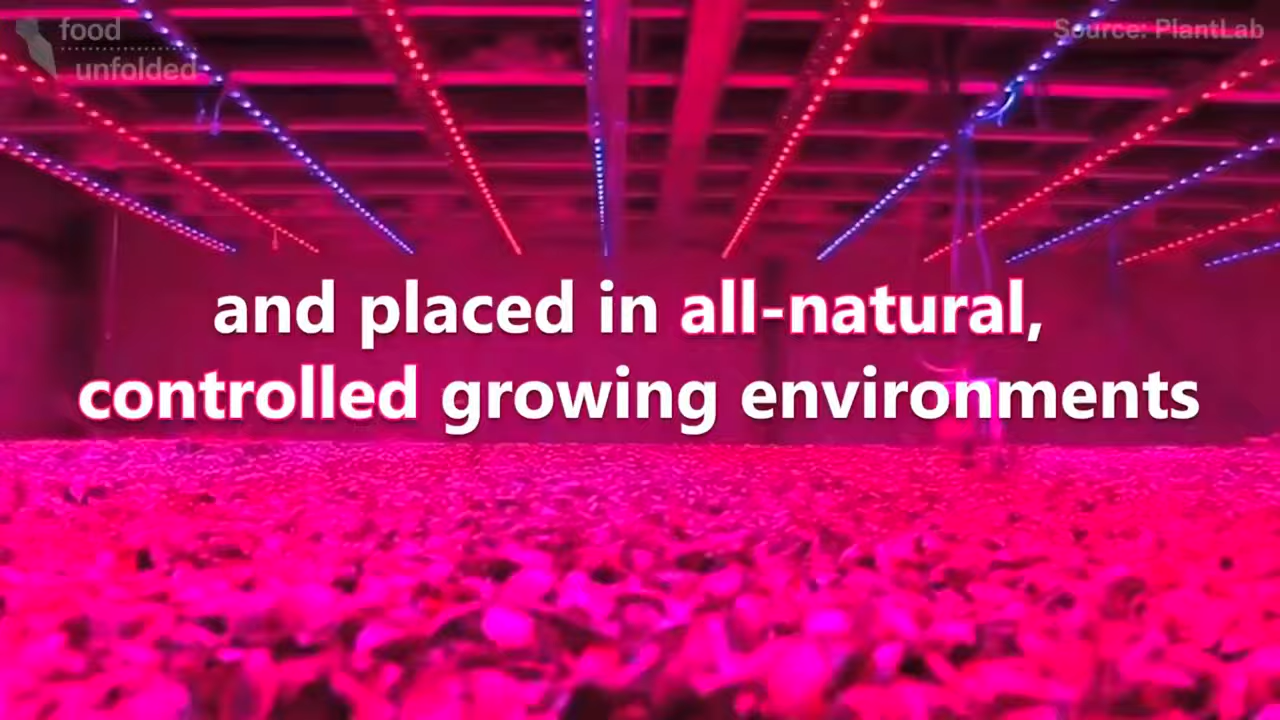 food
unfolded
Source: PlantLab
and placed in all-natural,
controlled growing environments